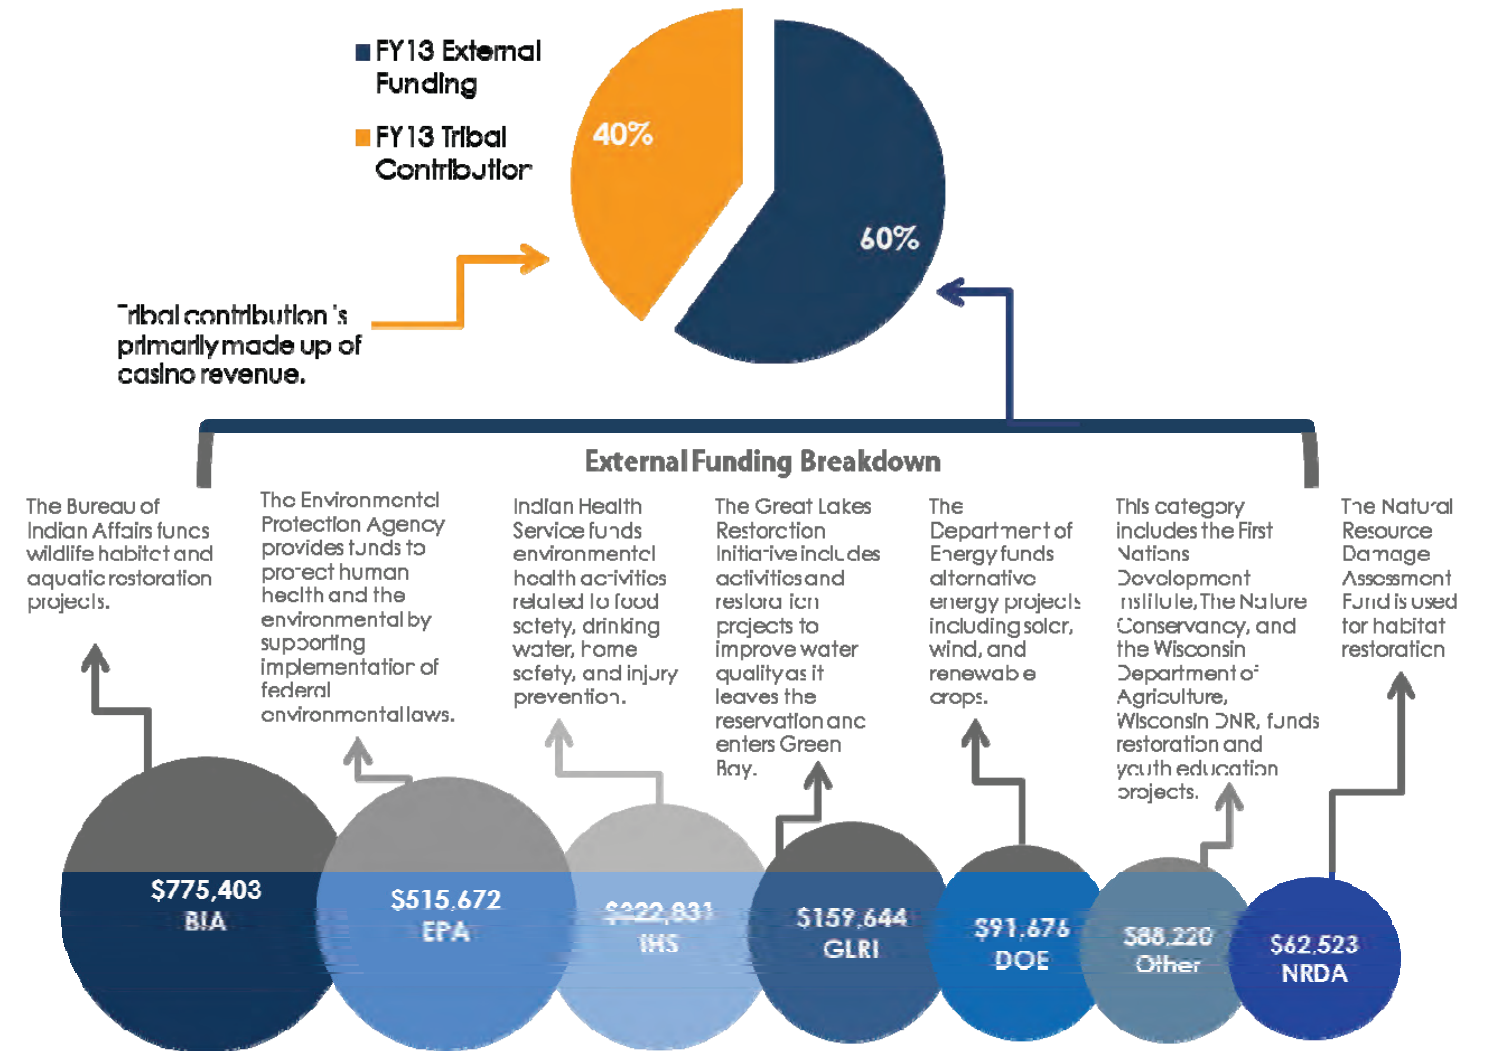 FY13 External
Funding
FY13 Tribal
Contribution
40%
60%
Tribal contribution is
primarily made up of
casino revenue.
External Funding Breakdown
The Bureau of
Indian Affairs funds
wildlife habitat and
aquatic restoration
projects.
The Environmental
Protection Agency
provides funds to
protect human
health and the
environmental by
supporting
implementation of
federal
environmental laws.
Indian Health
Service funds
environmental
health activities
related to food
safety, drinking
water, home
safety, and injury
prevention.
The Great Lakes
Restoration
Initiative includes
activities and
restoration
projects to
improve water
quality as it
leaves the
reservation and
enters Green
Bay.
The
Department of
Energy funds
alternative
energy projects
including solar,
wind, and
renewable
crops.
This category
includes the First
Nations
Development
Institute, The Nature
Conservancy, and
the Wisconsin
Department of
Agriculture,
Wisconsin DNR, funds
restoration and
youth education
projects.
The Natural
Resource
Damage
Assessment
Fund is used
for habitat
restoration
$775,403
BIA
$515,672
EPA
$322,831
IHS
$159,644
GLRI
$91,676
DOE
$88,220
Other
$62,523
NRDA